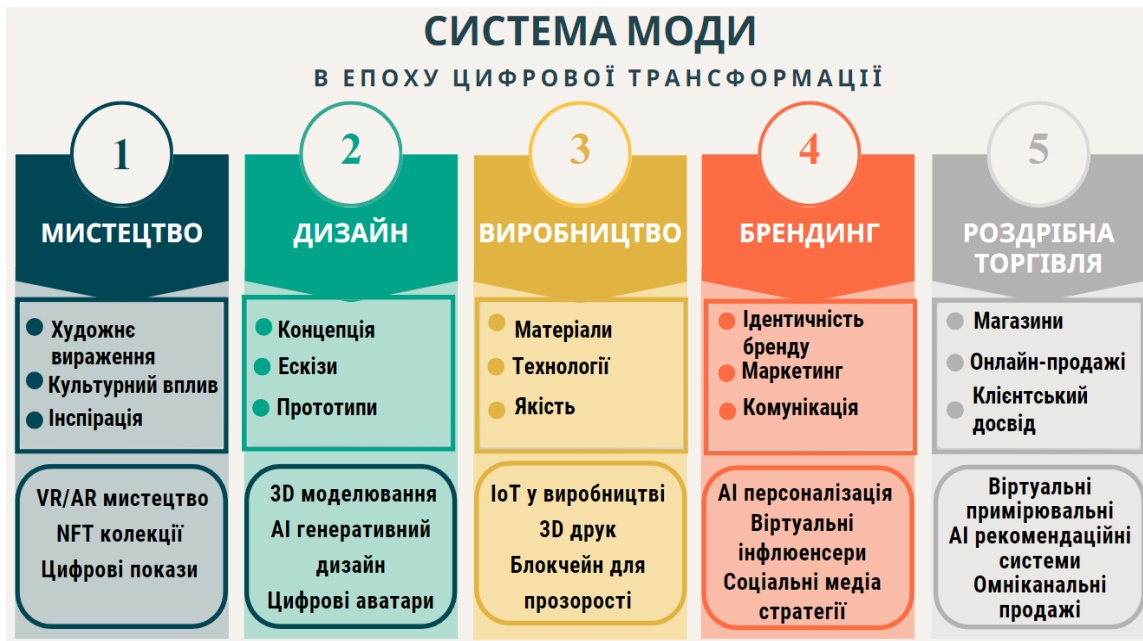 СИСТЕМА МОДИ
В ЕПОХУ ЦИФРОВОЇ ТРАНСФОРМАЦІЇ
1
МИСТЕЦТВО
Художнє
вираження
Культурний вплив
Інспірація
VR/AR мистецтво
NFT колекції
Цифрові покази
2
ДИЗАЙН
Концепція
Ескізи
Прототипи
3D моделювання
AI генеративний
дизайн
Цифрові аватари
3
ВИРОБНИЦТВО
Матеріали
Технології
Якість
IoT у виробництві
3D друк
Блокчейн для
прозорості
4
БРЕНДИНГ
Ідентичність
бренду
Маркетинг
Комунікація
AI персоналізація
Віртуальні
інфлюенсери
Соціальні медіа
стратегії
5
РОЗДРІБНА
ТОРГІВЛЯ
Магазини
Онлайн-продажі
Клієнтський
досвід
Віртуальні
примірювальні
AI рекомендаційні
системи
Омніканальні
продажі